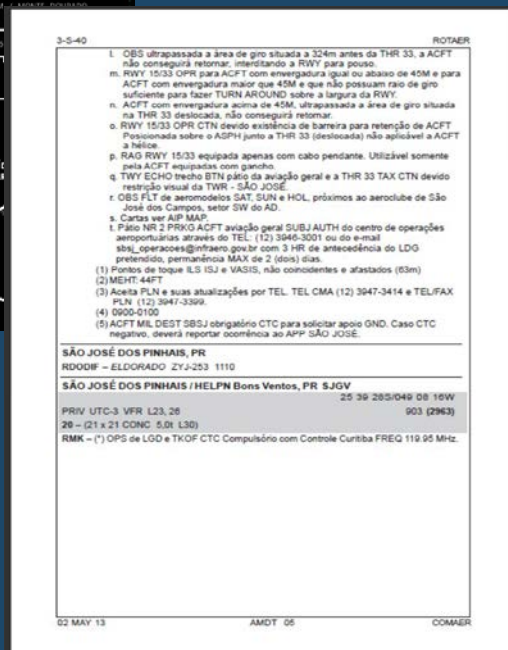 3-S-40 ROTAER
l. OBS ultrapassada a área de giro situada a 324m antes da THR 33, a ACFT
não conseguirá retornar, interditando a RWY para pouso.
m. RWY 15/33 OPR para ACFT com envergadura igual ou abaixo de 45M e para
ACFT com envergadura maior que 45M e que não possuam raio de giro
suficiente para fazer TURN AROUND sobre a largura da RWY.
n. ACFT com envergadura acima de 45M, ultrapassada a área de giro situada
na THR 33 deslocada, não conseguirá retornar.
o. RWY 15/33 OPR CTN devido existência de barreira para retenção de ACFT
Posicionada sobre o ASPH junto a THR 33 (deslocada) não aplicável a ACFT
a hélice.
p. RAG RWY 15/33 equipada apenas com cabo pendante. Utilizável somente
pela ACFT equipadas com gancho.
q. TWY ECHO trecho BTN pátio da aviação geral e a THR 33 TAX CTN devido
restrição visual da TWR - SÃO JOSÉ.
r. OBS FLT de aeromodelos SAT, SUN e HOL, próximos ao aeroclube de São
José dos Campos, setor SW do AD.
s. Cartas ver AIP MAP.
t. Pátio NR 2 PRKG ACFT aviação geral SUBJ AUTH do centro de operações
aeroportuárias através do TEL: (12) 3946-3001 ou do e-mail
sbsj_operacoes@infraero.gov.br com 3 HR de antecedência do LDG
pretendido, permanência MAX de 2 (dois) dias.
(1) Pontos de toque ILS ISJ e VASIS, não coincidentes e afastados (63m)
(2) MEHT: 44FT
(3) Aceita PLN e suas atualizações por TEL. TEL CMA (12) 3947-3414 e TEL/FAX
PLN (12) 3947-3399.
(4) 0900-0100
(5) ACFT MIL DEST SBSJ obrigatório CTC para solicitar apoio GND. Caso CTC
negativo, deverá reportar ocorrência ao APP SÃO JOSÉ.
SÃO JOSÉ DOS PINHAIS, PR
RDODIF – ELDORADO ZYJ-253 1110
SÃO JOSÉ DOS PINHAIS / HELPN Bons Ventos, PR SJGV
25 39 28S/049 08 16W
PRIV UTC-3 VFR L23, 26 903 (2963)
20 – (21 x 21 CONC 5,0t L30)
RMK – (*) OPS de LGD e TKOF CTC Compulsório com Controle Curitiba FREQ 119.95 MHz.
02 MAY 13 AMDT 05 COMAER